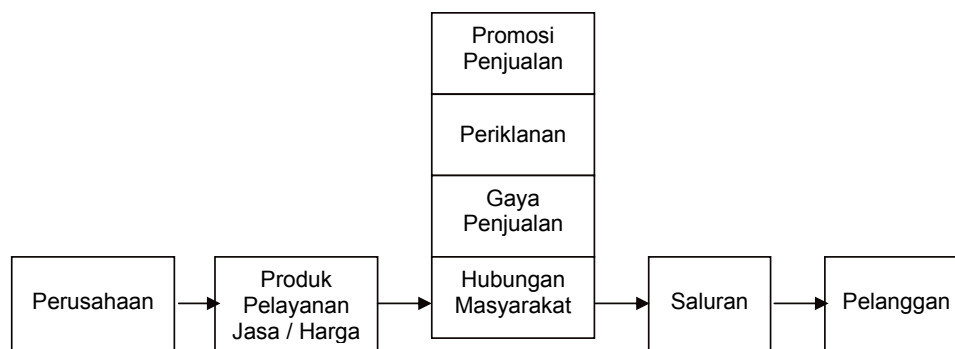 Promosi
Penjualan
Periklanan
Gaya
Penjualan
Perusahaan
Produk
Pelayanan
Jasa / Harga
Hubungan
Masyarakat
Saluran
Pelanggan